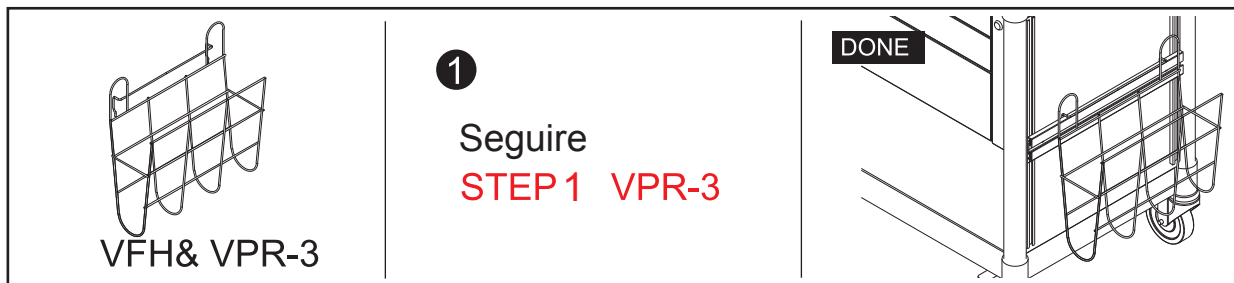 VFH& VPR-3
1
Seguire
STEP 1 VPR-3
DONE